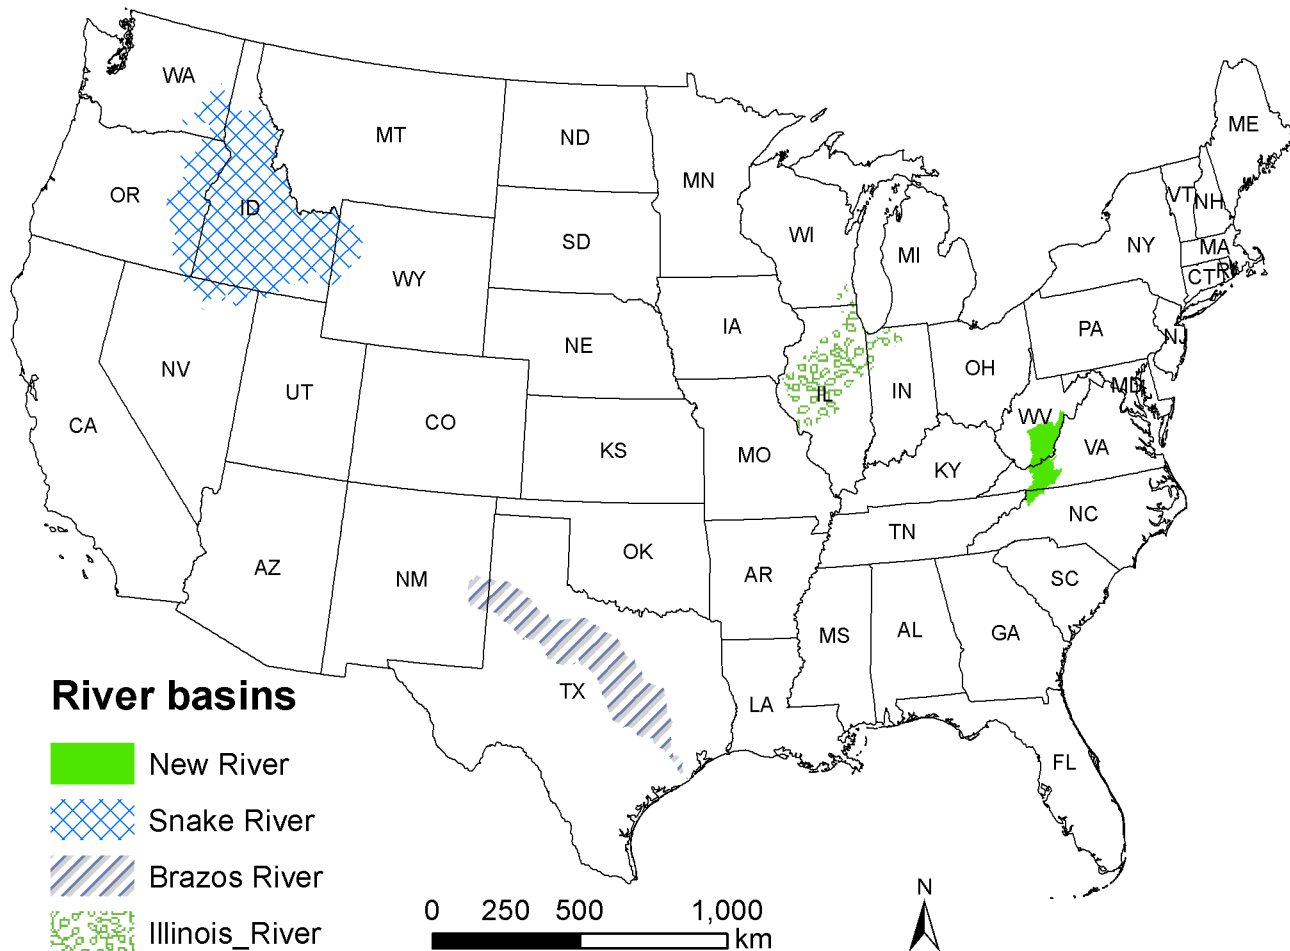 WA
MT
ND
MN
ME
OR
ID
SD
WI
MI
VT
NH
NY
MA
CT
RI
WY
IA
NE
PA
NJ
NV
UT
CO
IL
IN
OH
MD
CA
KS
MO
WV
VA
KY
AZ
NM
OK
AR
TN
NC
SC
MS
AL
GA
TX
LA
FL
River basins
New River
Snake River
Brazos River
Illinois_River
0 250 500 1,000
km
N